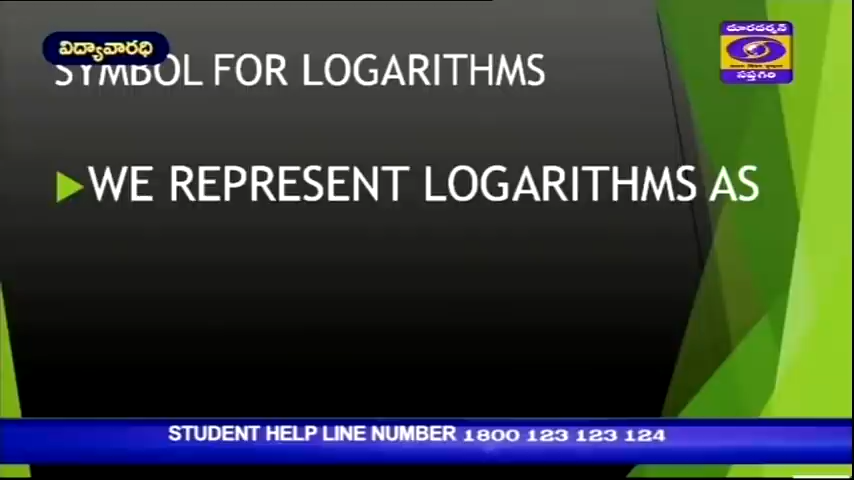 విద్యావారధి
దూరదర్శన్
సప్తగిరి
SYMBOL FOR LOGARITHMS
WE REPRESENT LOGARITHMS AS
STUDENT HELP LINE NUMBER 1800 123 123 124